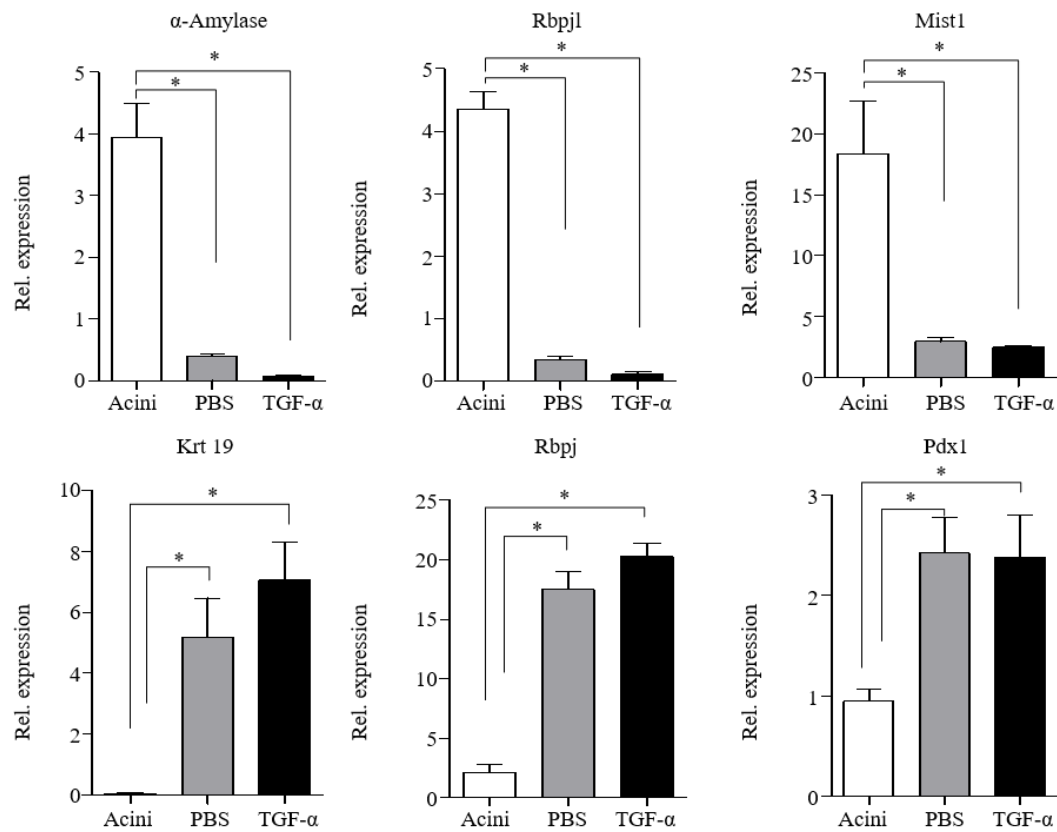 α-Amylase
Rel. expression
5
4
3
2
1
0
*
*
Acini PBS TGF-α
Rbpjl
Rel. expression
5
4
3
2
1
0
*
*
Acini PBS TGF-α
Mist1
Rel. expression
25
20
15
10
5
0
*
*
Acini PBS TGF-α
Krt 19
Rel. expression
10
8
6
4
2
0
*
*
Acini PBS TGF-α
Rbpj
Rel. expression
25
20
15
10
5
0
*
*
Acini PBS TGF-α
Pdx1
Rel. expression
3
2
1
0
*
*
Acini PBS TGF-α